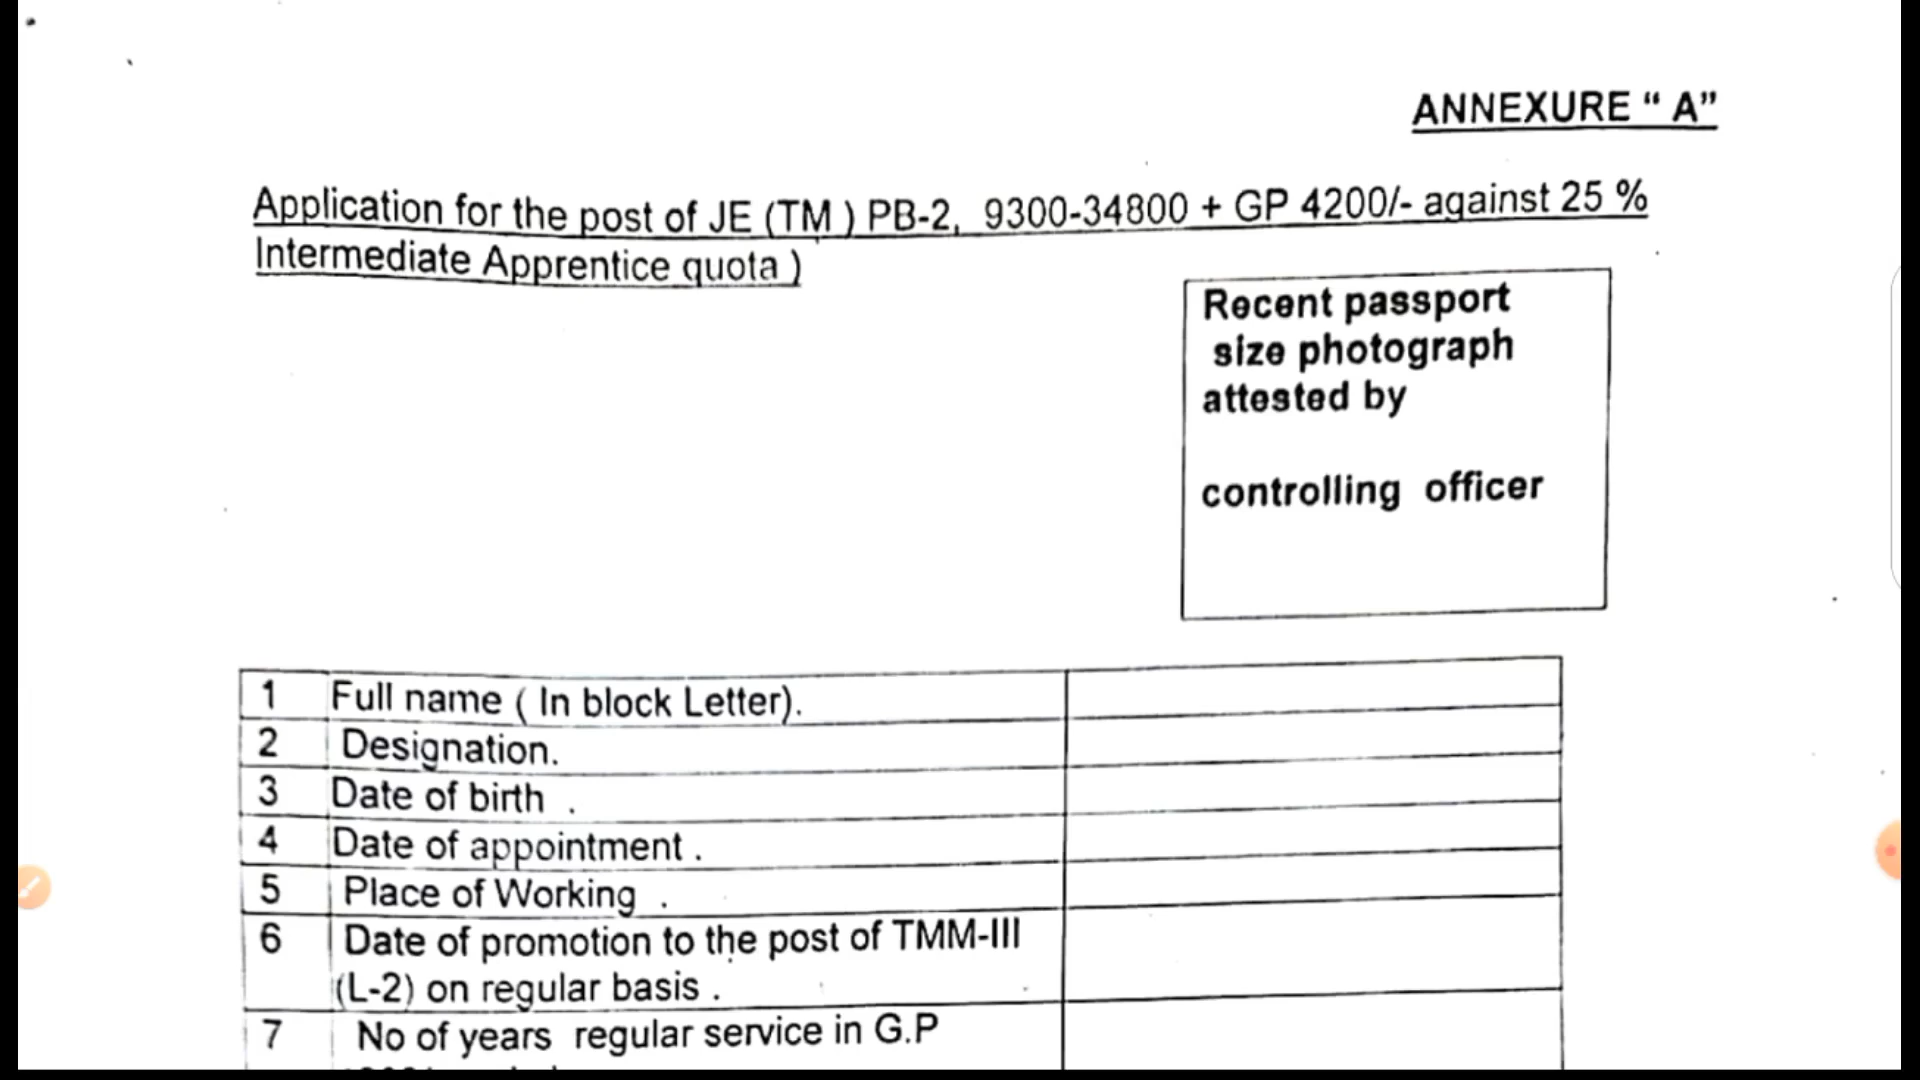 ANNEXURE “ A”
Application for the post of JE (TM ) PB-2, 9300-34800 + GP 4200/- against 25 %
Intermediate Apprentice quota )
Recent passport
size photograph
attested by
controlling officer
1 Full name ( In block Letter).
2 Designation.
3 Date of birth .
4 Date of appointment .
5 Place of Working .
6 Date of promotion to the post of TMM-III
(L-2) on regular basis .
7 No of years regular service in G.P